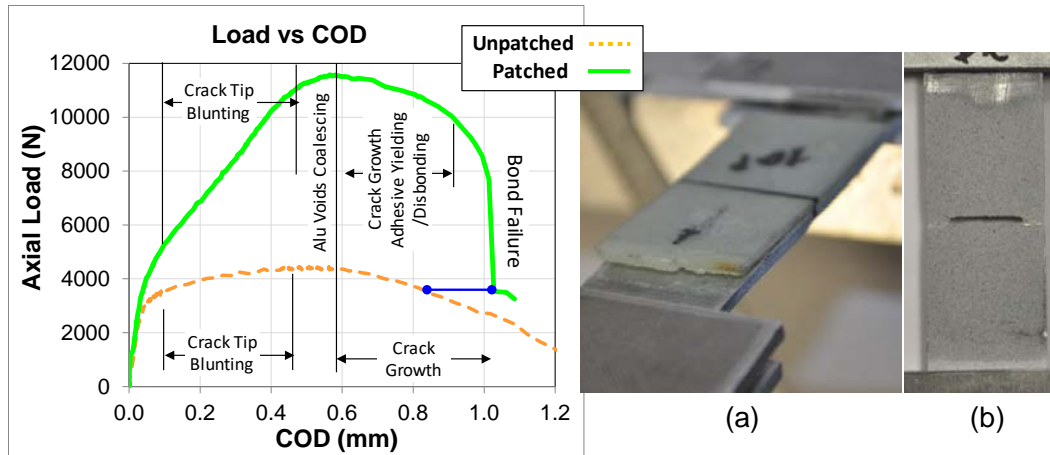 Load vs COD
Unpatched
Patched
Axial Load (N)
12000
10000
8000
6000
4000
2000
0
Crack Tip
Blunting
Alu Voids Coalescing
Crack Growth
Adhesive Yielding
/Disbonding
Bond Failure
Crack Tip
Blunting
Crack
Growth
0.0 0.2 0.4 0.6 0.8 1.0 1.2
COD (mm)
(a)
(b)